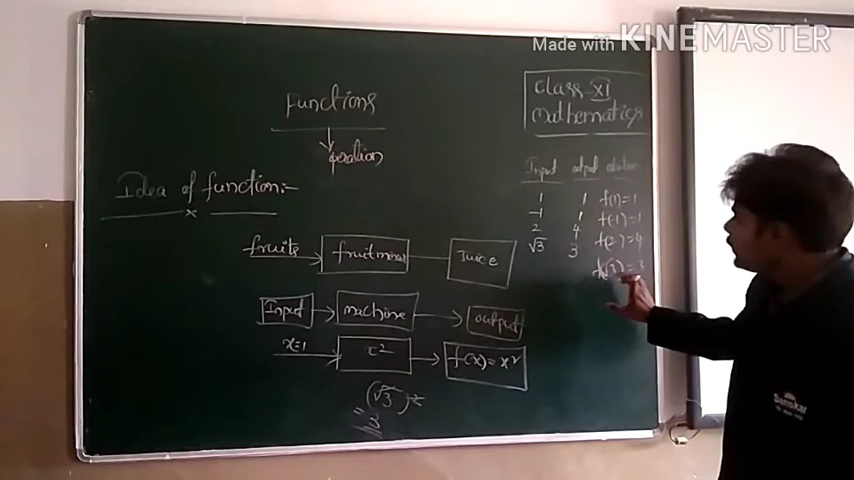 Made with KINEMASTER
Class XI
Mathematics
Functions
operation
Idea of function:-
Input output
1 1 f(1)=1
-1 1 f(-1)=1
2 4 f(2)=4
√3 3
fruits Juice
Input machine output
x=1 x² f(x)=x²
(√3)²
= 3
Sanskar